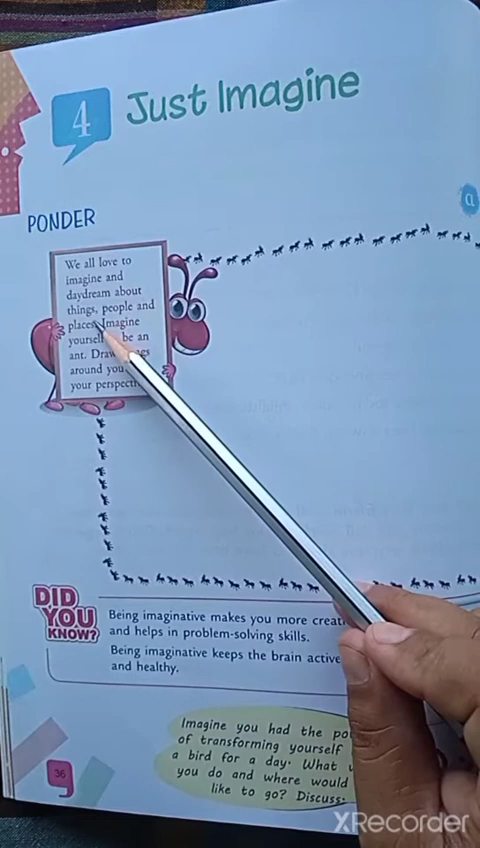 4
Just Imagine
PONDER
a
We all love to
imagine and
daydream about
things, people and
places. Imagine
yourself be an
ant. Draw
around you
your
DID
YOU
KNOW?
Being imaginative makes you more
and helps in problem-solving skills.
Being imaginative keeps the brain active
and healthy.
Imagine you had the
of transforming yourself
a bird for a day. What
you do and where would
like to go? Discuss.
36
XRecorder